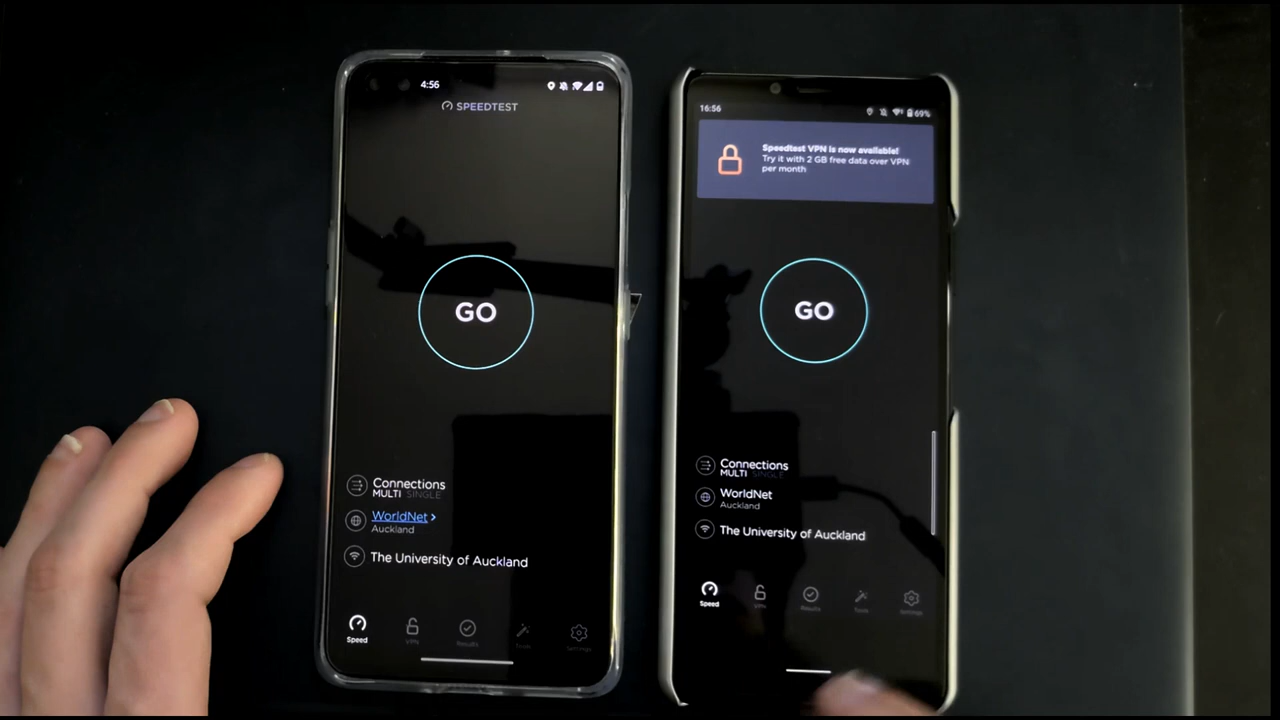 4:56
SPEEDTEST
GO
Connections
MULTI SINGLE
WorldNet >
Auckland
The University of Auckland
Speed
VPN
Results
Tools
Settings
16:56
69%
Speedtest VPN is now available!
Try it with 2 GB free data over VPN
per month
GO
Connections
MULTI SINGLE
WorldNet
Auckland
The University of Auckland
Speed
VPN
Results
Tools
Settings